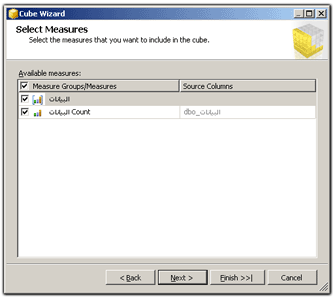 Cube Wizard
Select Measures
Select the measures that you want to include in the cube.
Available measures:
Measure Groups/Measures Source Columns
البيانات
البيانات Count dbo_البيانات
< Back Next > Finish >>| Cancel